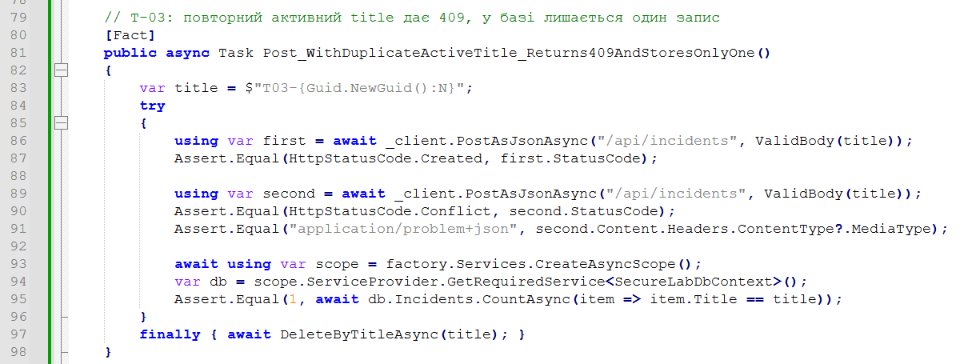 79 // T-03: повторний активний title дає 409, у базі лишається один запис
80 [Fact]
81 public async Task Post_WithDuplicateActiveTitle_Returns409AndStoresOnlyOne()
82 {
83 var title = $"T03-{Guid.NewGuid():N}";
84 try
85 {
86 using var first = await _client.PostAsJsonAsync("/api/incidents", ValidBody(title));
87 Assert.Equal(HttpStatusCode.Created, first.StatusCode);
88
89 using var second = await _client.PostAsJsonAsync("/api/incidents", ValidBody(title));
90 Assert.Equal(HttpStatusCode.Conflict, second.StatusCode);
91 Assert.Equal("application/problem+json", second.Content.Headers.ContentType?.MediaType);
92
93 await using var scope = factory.Services.CreateAsyncScope();
94 var db = scope.ServiceProvider.GetRequiredService<SecureLabDbContext>();
95 Assert.Equal(1, await db.Incidents.CountAsync(item => item.Title == title));
96 }
97 finally { await DeleteByTitleAsync(title); }
98 }